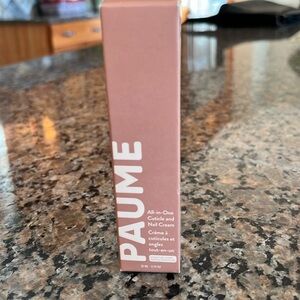 PAUME
All-in-One
Cuticle and
Nail Cream
Crème à
cuticules et
ongles
tout-en-un